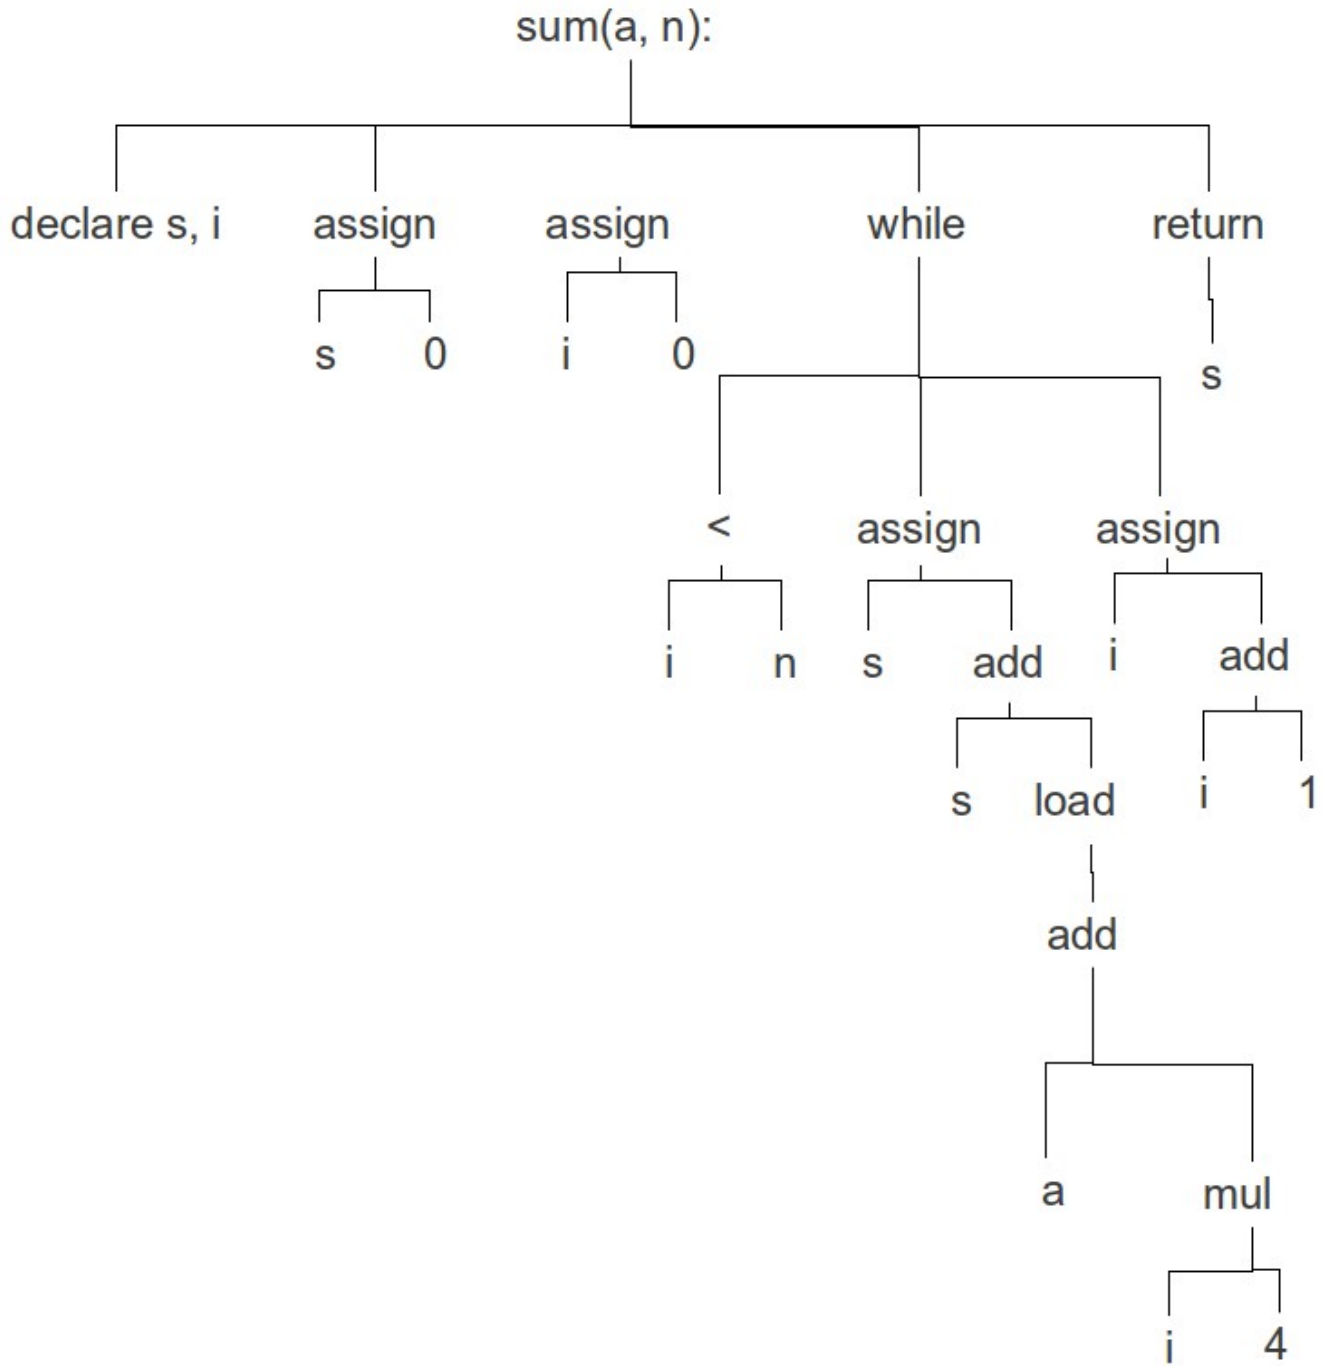 sum(a, n):
declare s, i
assign
assign
while
return
s
0
i
0
s
<
assign
assign
i
n
s
add
i
add
s
load
i
1
add
a
mul
i
4